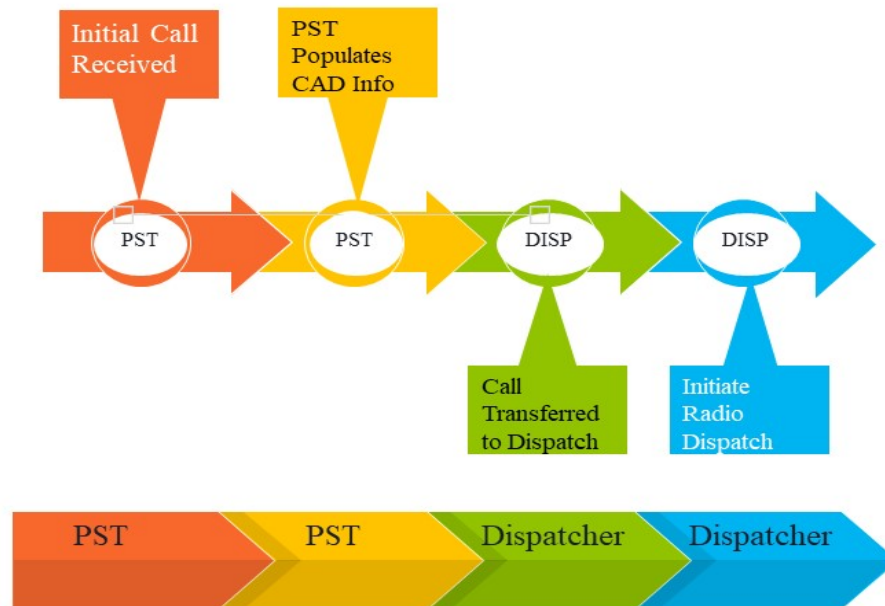 Initial Call
Received
PST
Populates
CAD Info
PST
PST
DISP
DISP
Call
Transferred
to Dispatch
Initiate
Radio
Dispatch
PST
PST
Dispatcher
Dispatcher